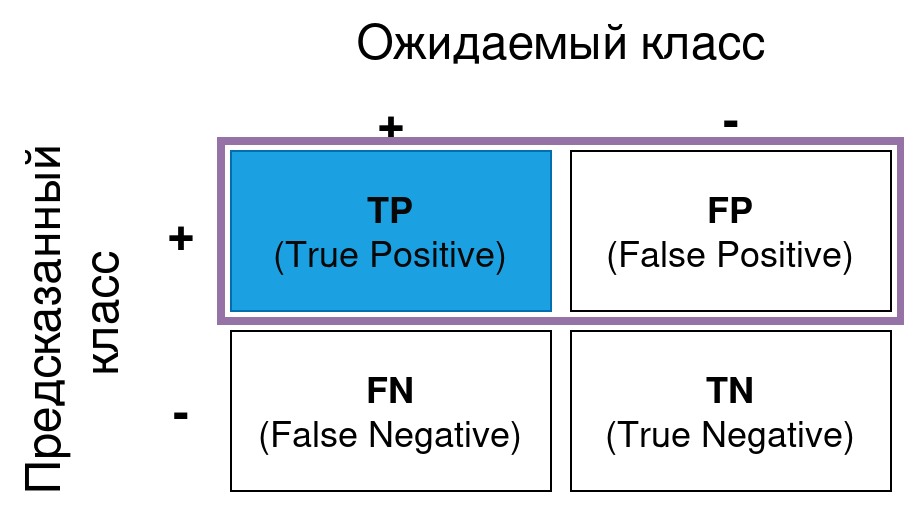 Ожидаемый класс
+
-
Предсказанный
класс
+
TP
(True Positive)
FP
(False Positive)
-
FN
(False Negative)
TN
(True Negative)